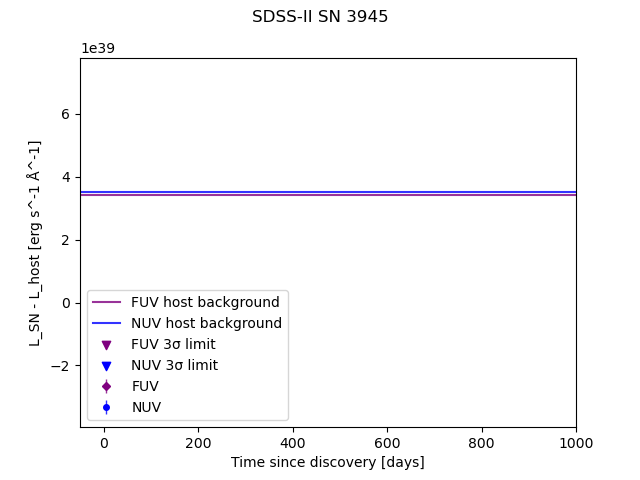 SDSS-II SN 3945
1e39
L_SN - L_host [erg s^-1 Å^-1]
6
4
2
0
−2
FUV host background
NUV host background
FUV 3σ limit
NUV 3σ limit
FUV
NUV
0 200 400 600 800 1000
Time since discovery [days]